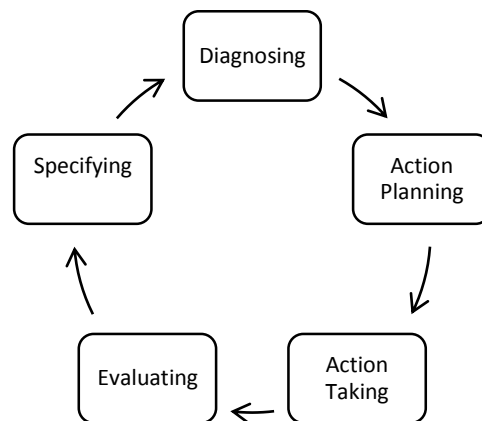 Diagnosing
Action
Planning
Action
Taking
Evaluating
Specifying